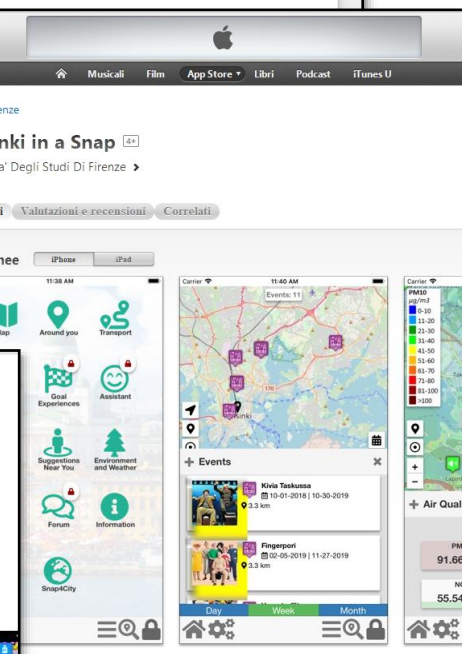 Musicali Film App Store ▾ Libri Podcast iTunes U
enze
nki in a Snap 4+
a' Degli Studi Di Firenze >
i Valutazioni e recensioni Correlati
nee iPhone iPad
11:38 AM
ap Around you Transport
Goal Experiences
Assistant
Suggestions Near You
Environment and Weather
Forum Information
Snap4City
Carrier 11:40 AM
Events: 11
+ Events ×
Kivia Taskussa
10-01-2018 | 10-30-2019
3.3 km
Fingerpori
02-05-2019 | 11-27-2019
3.3 km
Day Week Month
Carrier
PM10
µg/m3
0-10
11-20
21-30
31-40
41-50
51-60
61-70
71-80
81-100
>100
+
-
+ Air Qual
PM
91.66
NO
55.54